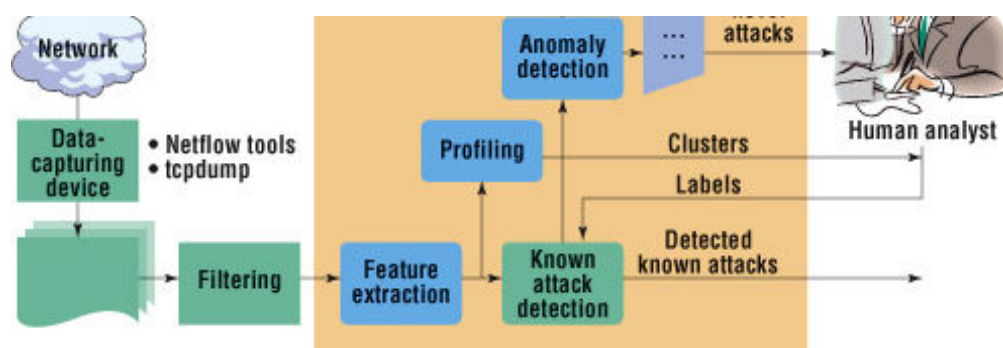 Network
Data-
capturing
device
• Netflow tools
• tcpdump
Filtering
Feature
extraction
Profiling
Known
attack
detection
Anomaly
detection
...
...
attacks
Clusters
Labels
Detected
known attacks
Human analyst